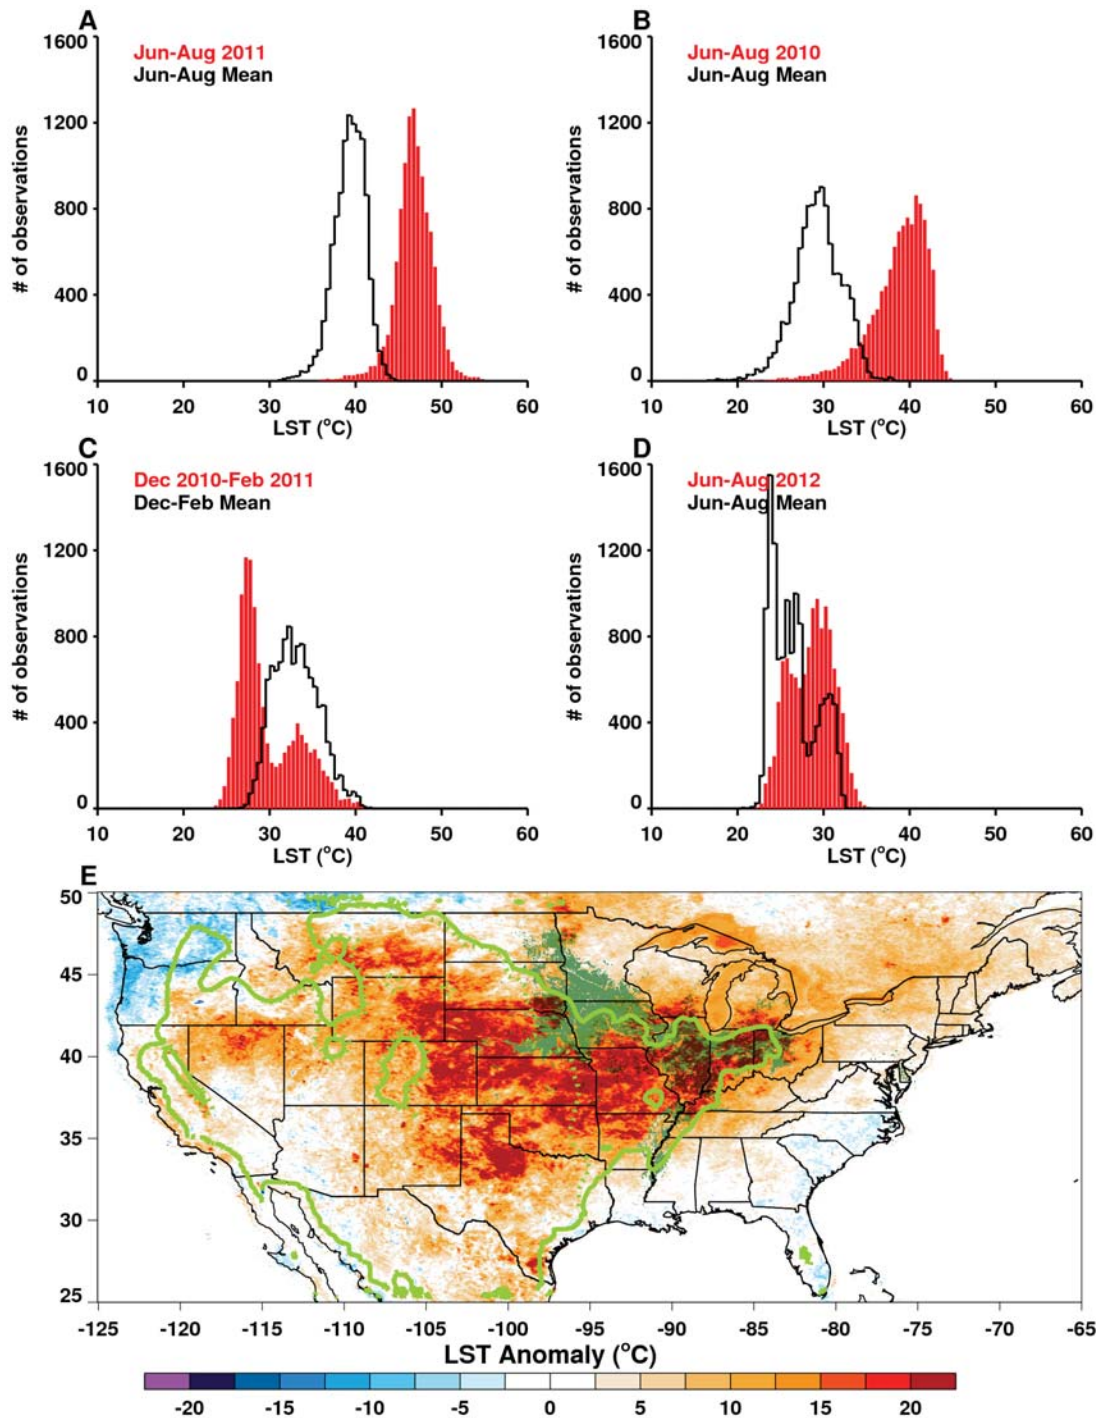 A
B
1600
Jun-Aug 2011
Jun-Aug Mean
1200
800
400
0
# of observations
10 20 30 40 50 60
LST (°C)
1600
Jun-Aug 2010
Jun-Aug Mean
1200
800
400
0
# of observations
10 20 30 40 50 60
LST (°C)
C
D
1600
Dec 2010-Feb 2011
Dec-Feb Mean
1200
800
400
0
# of observations
10 20 30 40 50 60
LST (°C)
1600
Jun-Aug 2012
Jun-Aug Mean
1200
800
400
0
# of observations
10 20 30 40 50 60
LST (°C)
E
50
45
40
35
30
25
-125 -120 -115 -110 -105 -100 -95 -90 -85 -80 -75 -70 -65
LST Anomaly (°C)
-20 -15 -10 -5 0 5 10 15 20